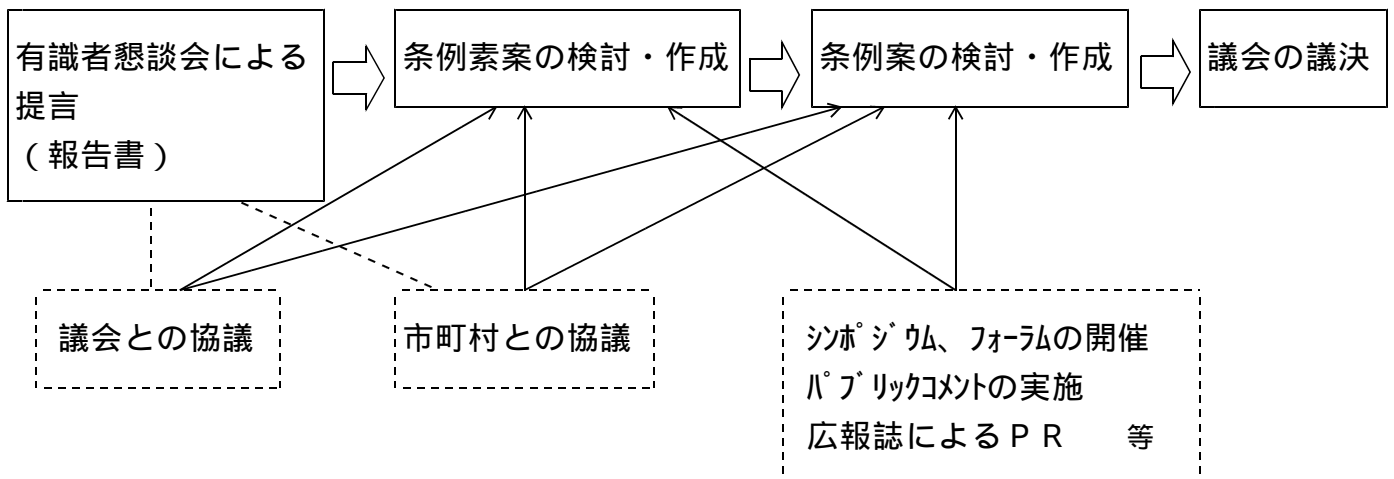 有識者懇談会による
提言
（報告書）
条例素案の検討・作成
条例案の検討・作成
議会の議決
議会との協議
市町村との協議
ｼﾝﾎﾟｼﾞｳﾑ、ﾌｫｰﾗﾑの開催
ﾊﾟﾌﾞﾘｯｸｺﾒﾝﾄの実施
広報誌によるＰＲ　　等